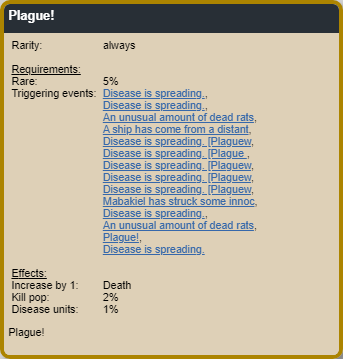 Plague!
Rarity: always
Requirements:
Rare: 5%
Triggering events: Disease is spreading.,
Disease is spreading.,
An unusual amount of dead rats,
A ship has come from a distant,
Disease is spreading. [Plaguew,
Disease is spreading. [Plague ,
Disease is spreading. [Plaguew,
Disease is spreading. [Plaguew,
Disease is spreading. [Plaguew,
Mabakiel has struck some innoc,
Disease is spreading.,
An unusual amount of dead rats,
Plague!,
Disease is spreading.
Effects:
Increase by 1: Death
Kill pop: 2%
Disease units: 1%
Plague!